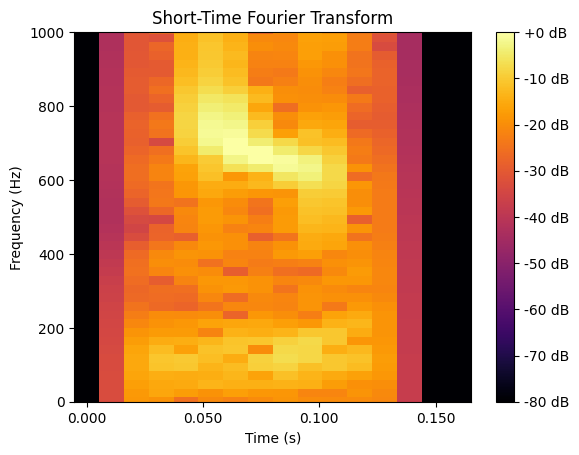 Short-Time Fourier Transform
1000
800
600
400
200
0
Frequency (Hz)
0.000
0.050
0.100
0.150
Time (s)
+0 dB
-10 dB
-20 dB
-30 dB
-40 dB
-50 dB
-60 dB
-70 dB
-80 dB